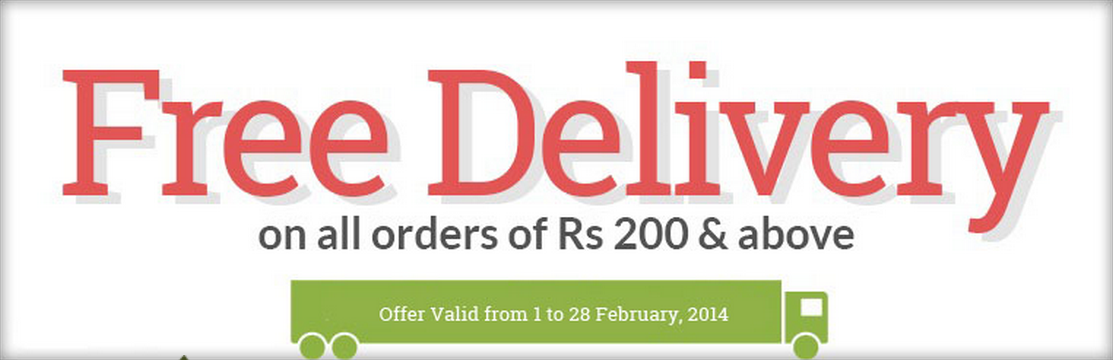 Free Delivery
on all orders of Rs 200 & above
Offer Valid from 1 to 28 February, 2014